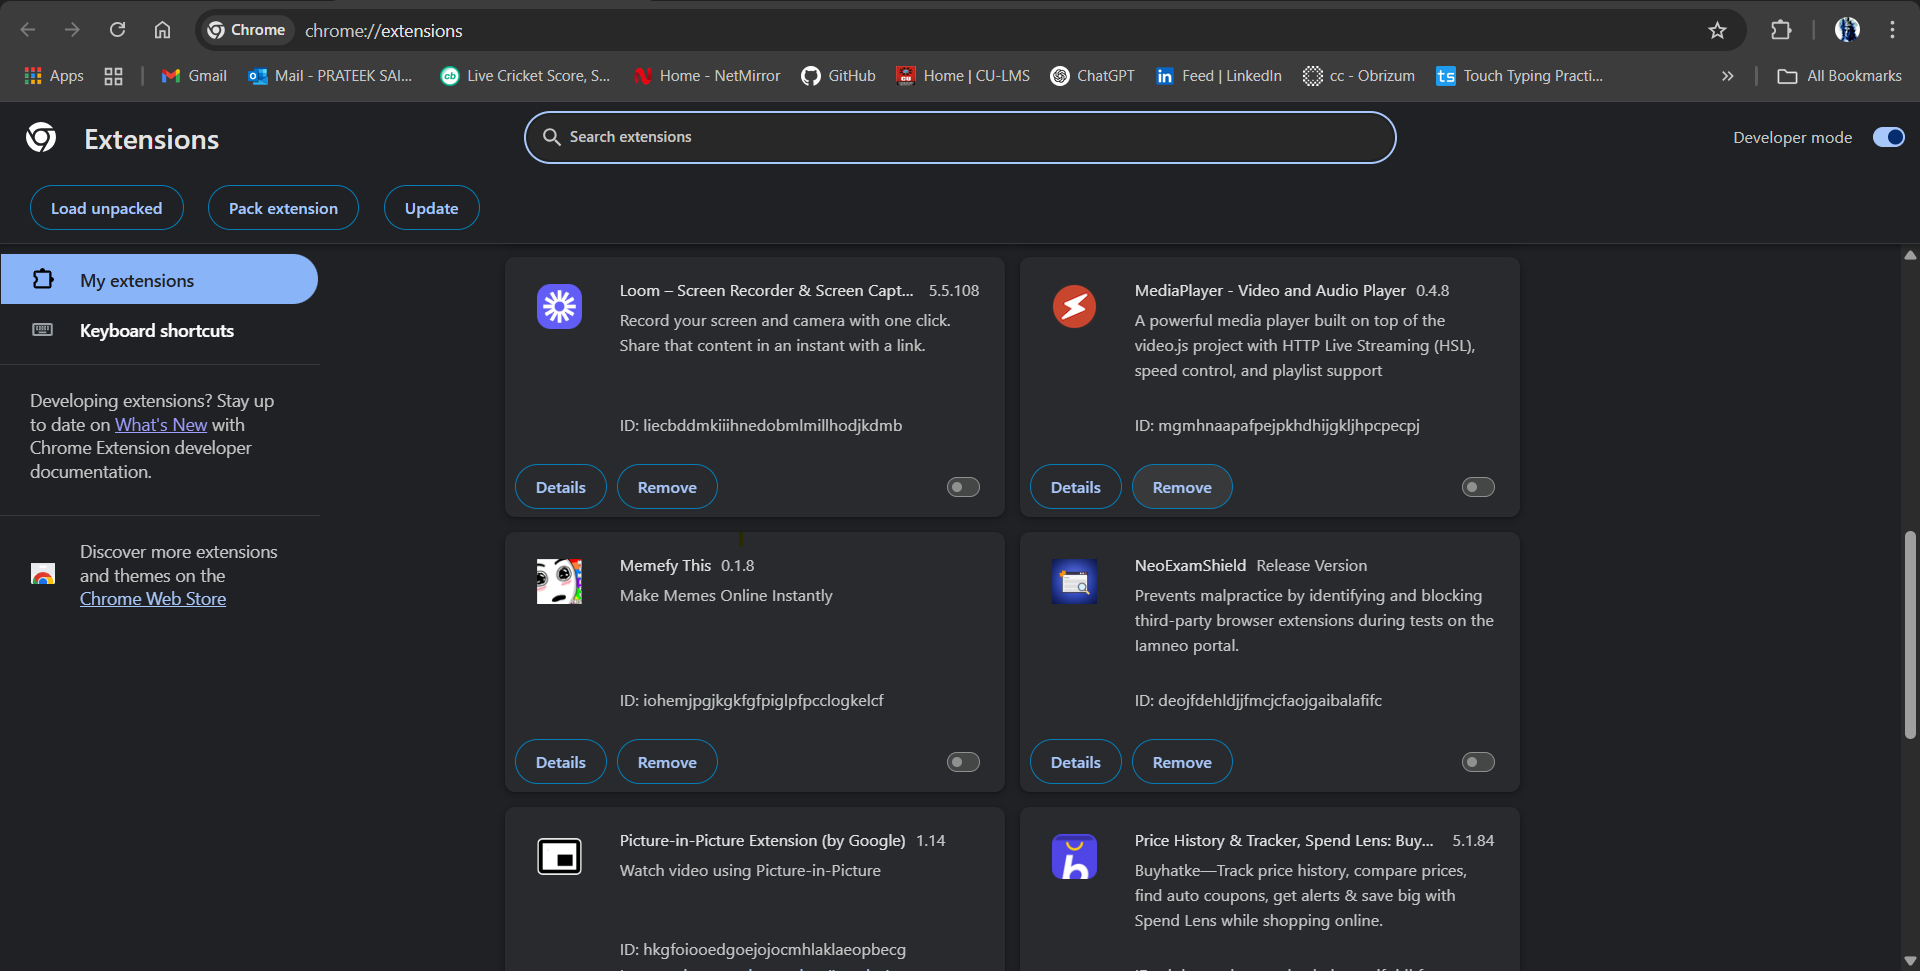 Chrome
chrome://extensions
Apps
Gmail
Mail - PRATEEK SAI...
cb
Live Cricket Score, S...
Home - NetMirror
GitHub
Home | CU-LMS
ChatGPT
in
Feed | LinkedIn
cc - Obrizum
ts
Touch Typing Practi...
All Bookmarks
Extensions
Search extensions
Developer mode
Load unpacked
Pack extension
Update
My extensions
Keyboard shortcuts
Developing extensions? Stay up
to date on What's New with
Chrome Extension developer
documentation.
Discover more extensions
and themes on the
Chrome Web Store
Loom – Screen Recorder & Screen Capt... 5.5.108
Record your screen and camera with one click.
Share that content in an instant with a link.
ID: liecbddmkiiihnedobmlmillhodjkdmb
Details
Remove
MediaPlayer - Video and Audio Player 0.4.8
A powerful media player built on top of the
video.js project with HTTP Live Streaming (HSL),
speed control, and playlist support
ID: mgmhnaapafpejpkhdhijgkljhpcpecpj
Details
Remove
Memefy This 0.1.8
Make Memes Online Instantly
ID: iohemjpgjkgkfgfpiglpfpcclogkelcf
Details
Remove
NeoExamShield Release Version
Prevents malpractice by identifying and blocking
third-party browser extensions during tests on the
Iamneo portal.
ID: deojfdehldjjfmcjcfaojgaibalafifc
Details
Remove
Picture-in-Picture Extension (by Google) 1.14
Watch video using Picture-in-Picture
ID: hkgfoiooedgoejojocmhlaklaeopbecg
Price History & Tracker, Spend Lens: Buy... 5.1.84
Buyhatke—Track price history, compare prices,
find auto coupons, get alerts & save big with
Spend Lens while shopping online.